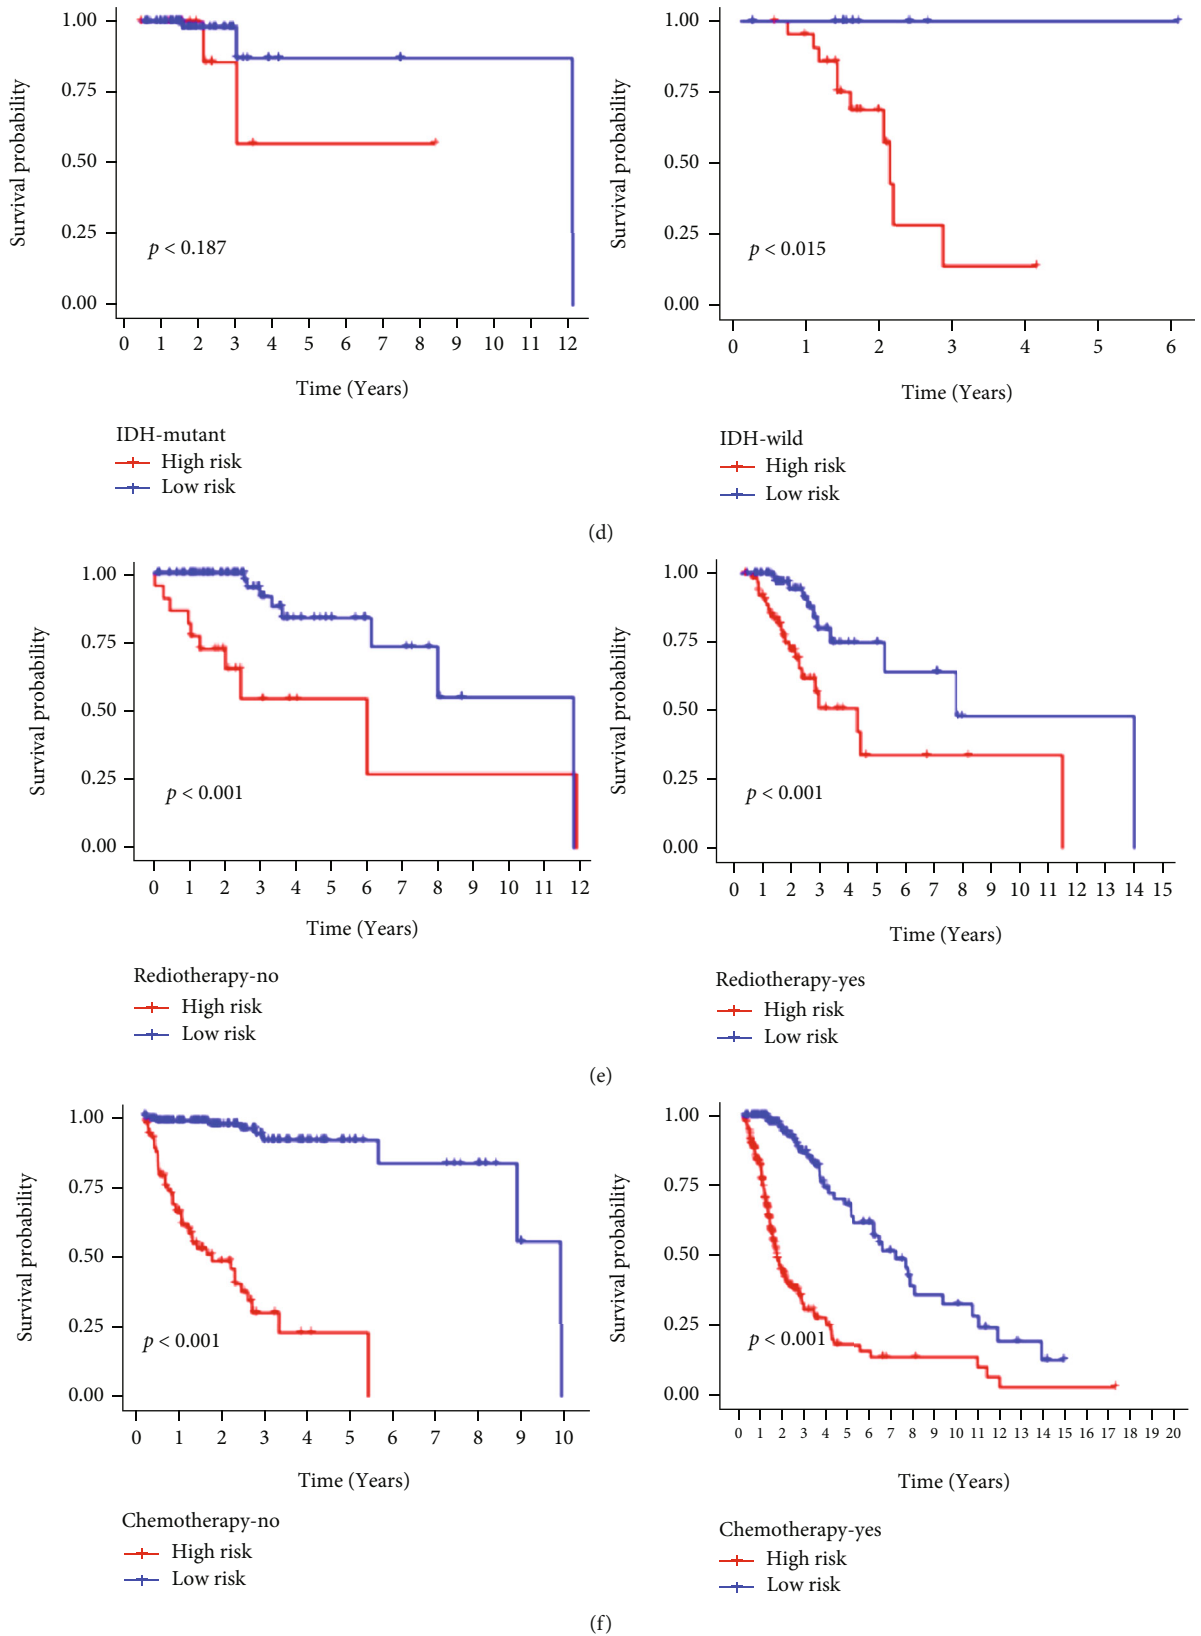 1.00
0.75
0.50
0.25
0.00
Survival probability
p < 0.187
0 1 2 3 4 5 6 7 8 9 10 11 12
Time (Years)
IDH-mutant
High risk
Low risk
1.00
0.75
0.50
0.25
0.00
Survival probability
p < 0.015
0 1 2 3 4 5 6
Time (Years)
IDH-wild
High risk
Low risk
(d)
1.00
0.75
0.50
0.25
0.00
Survival probability
p < 0.001
0 1 2 3 4 5 6 7 8 9 10 11 12
Time (Years)
Rediotherapy-no
High risk
Low risk
1.00
0.75
0.50
0.25
0.00
Survival probability
p < 0.001
0 1 2 3 4 5 6 7 8 9 10 11 12 13 14 15
Time (Years)
Rediotherapy-yes
High risk
Low risk
(e)
1.00
0.75
0.50
0.25
0.00
Survival probability
p < 0.001
0 1 2 3 4 5 6 7 8 9 10
Time (Years)
Chemotherapy-no
High risk
Low risk
1.00
0.75
0.50
0.25
0.00
Survival probability
p < 0.001
0 1 2 3 4 5 6 7 8 9 10 11 12 13 14 15 16 17 18 19 20
Time (Years)
Chemotherapy-yes
High risk
Low risk
(f)